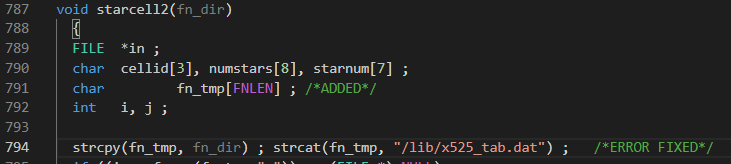 787 void starcell2(fn_dir)
788 {
789 FILE *in ;
790 char cellid[3], numstars[8], starnum[7] ;
791 char fn_tmp[FNLEN] ; /*ADDED*/
792 int i, j ;
793
794 strcpy(fn_tmp, fn_dir) ; strcat(fn_tmp, "/lib/x525_tab.dat") ; /*ERROR FIXED*/